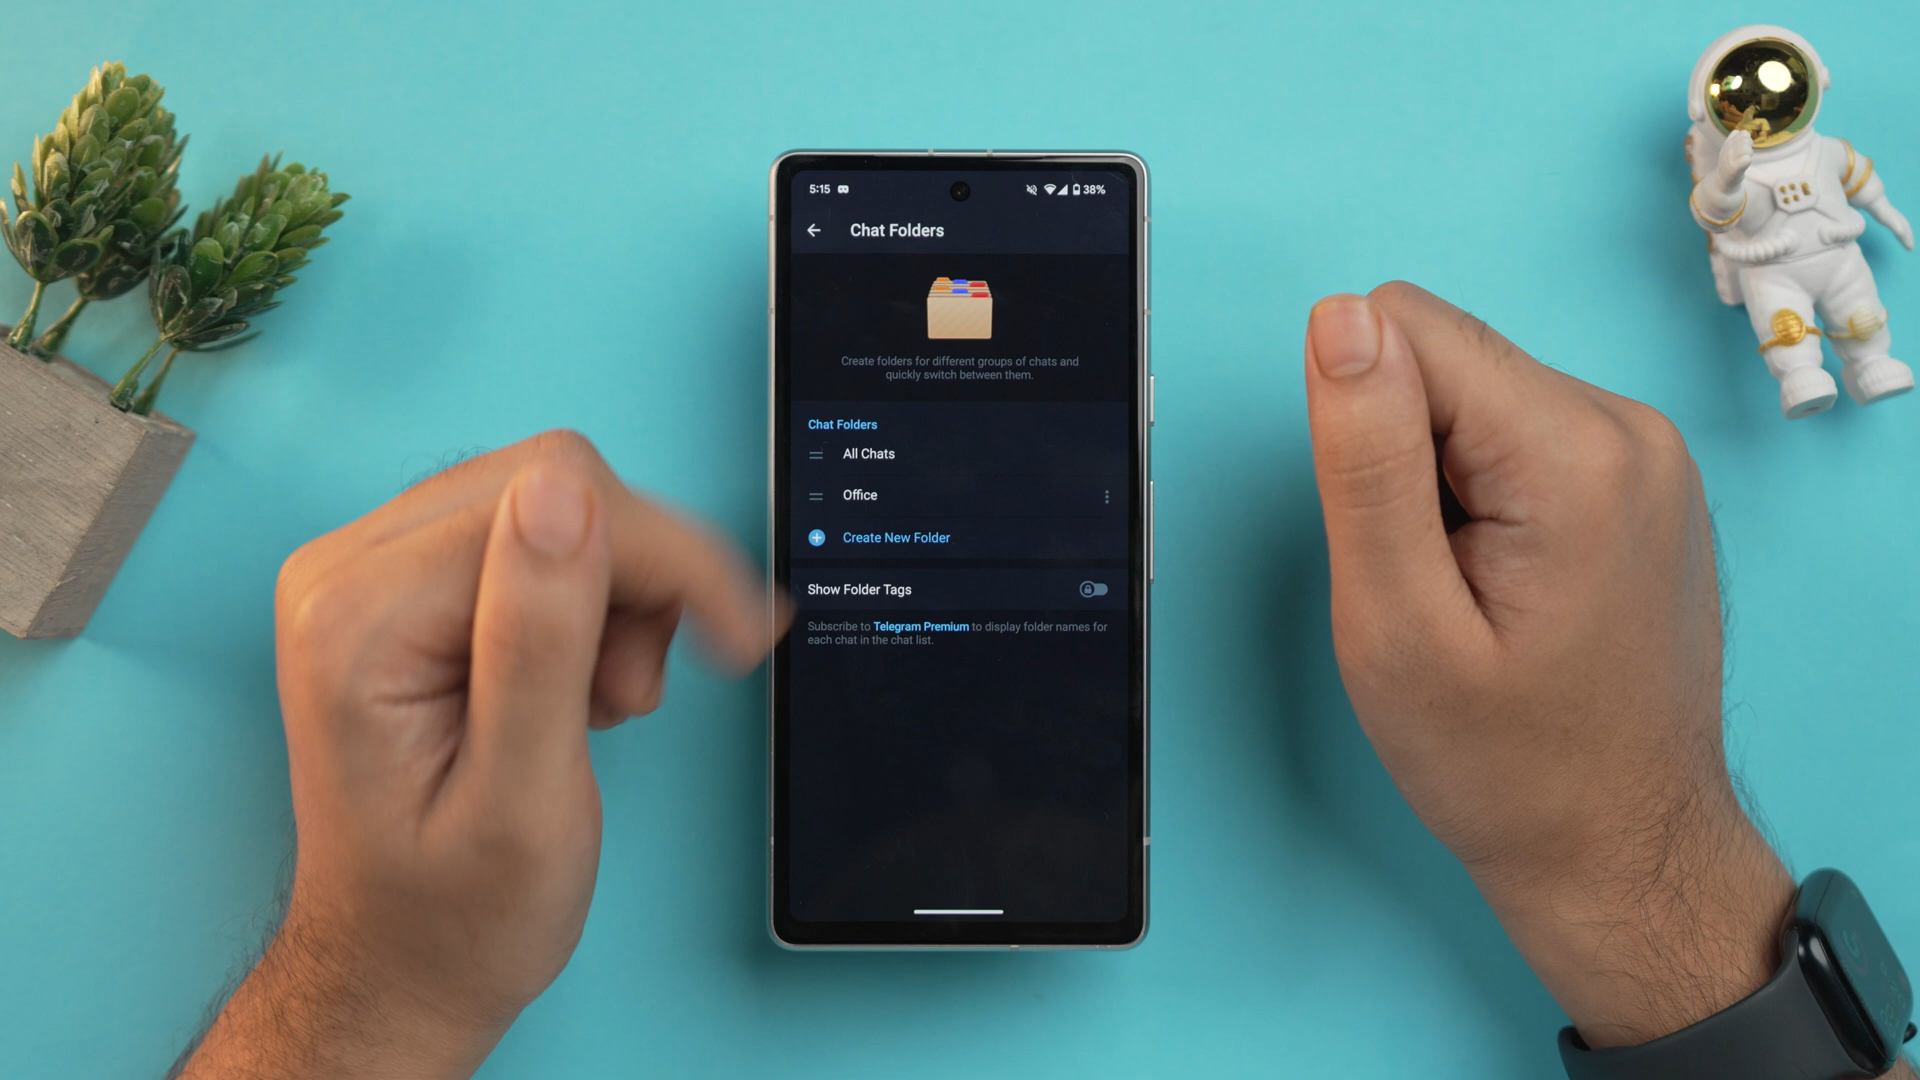 5:15
38%
Chat Folders
Create folders for different groups of chats and
quickly switch between them.
Chat Folders
All Chats
Office
Create New Folder
Show Folder Tags
Subscribe to Telegram Premium to display folder names for
each chat in the chat list.